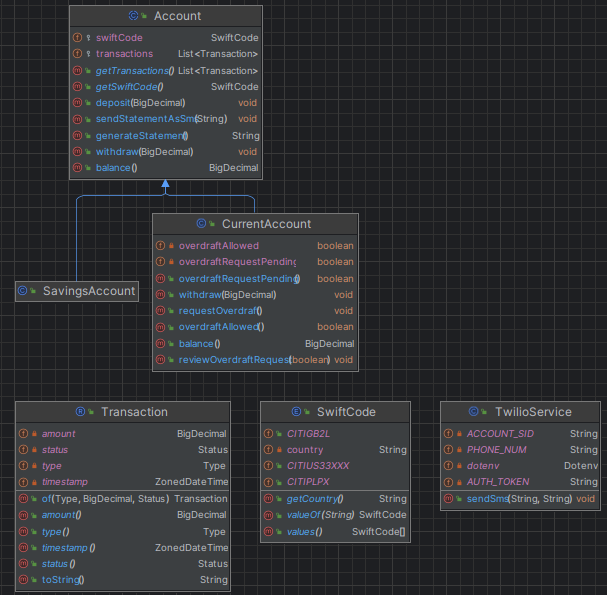 Account
swiftCode SwiftCode
transactions List<Transaction>
getTransactions() List<Transaction>
getSwiftCode() SwiftCode
deposit(BigDecimal) void
sendStatementAsSm(String) void
generateStatemen() String
withdraw(BigDecimal) void
balance() BigDecimal
CurrentAccount
overdraftAllowed boolean
overdraftRequestPending boolean
overdraftRequestPending() boolean
withdraw(BigDecimal) void
requestOverdraf() void
overdraftAllowed() boolean
balance() BigDecimal
reviewOverdraftReques(boolean) void
SavingsAccount
Transaction
amount BigDecimal
status Status
type Type
timestamp ZonedDateTime
of(Type, BigDecimal, Status) Transaction
amount() BigDecimal
type() Type
timestamp() ZonedDateTime
status() Status
toString() String
SwiftCode
CITIGB2L
country String
CITIUS33XXX
CITIPLPX
getCountry() String
valueOf(String) SwiftCode
values() SwiftCode[]
TwilioService
ACCOUNT_SID String
PHONE_NUM String
dotenv Dotenv
AUTH_TOKEN String
sendSms(String, String) void